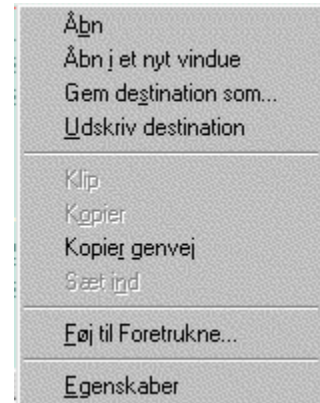 Åbn
Åbn i et nyt vindue
Gem destination som...
Udskriv destination
Klip
Kopier
Kopier genvej
Sæt ind
Føj til Foretrukne...
Egenskaber